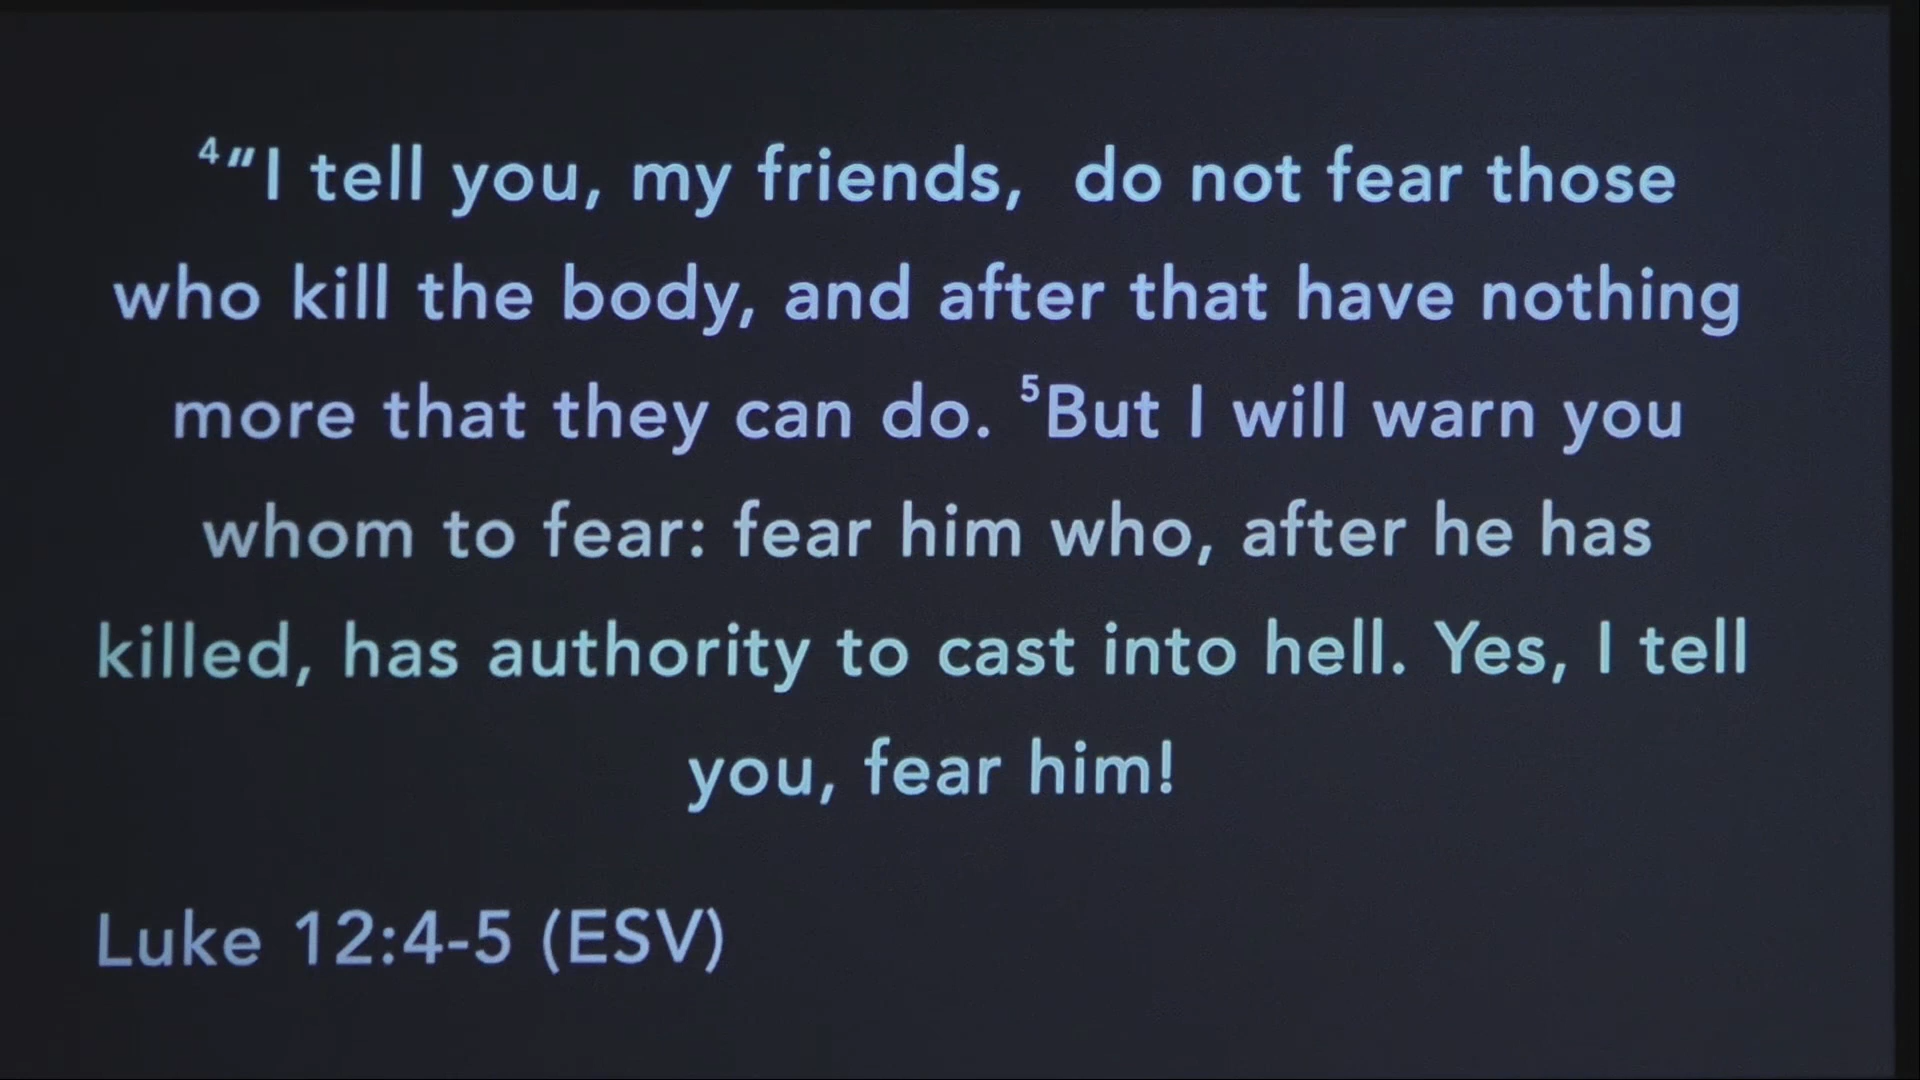 ⁴“I tell you, my friends,  do not fear those
who kill the body, and after that have nothing
more that they can do. ⁵But I will warn you
whom to fear: fear him who, after he has
killed, has authority to cast into hell. Yes, I tell
you, fear him!
Luke 12:4-5 (ESV)